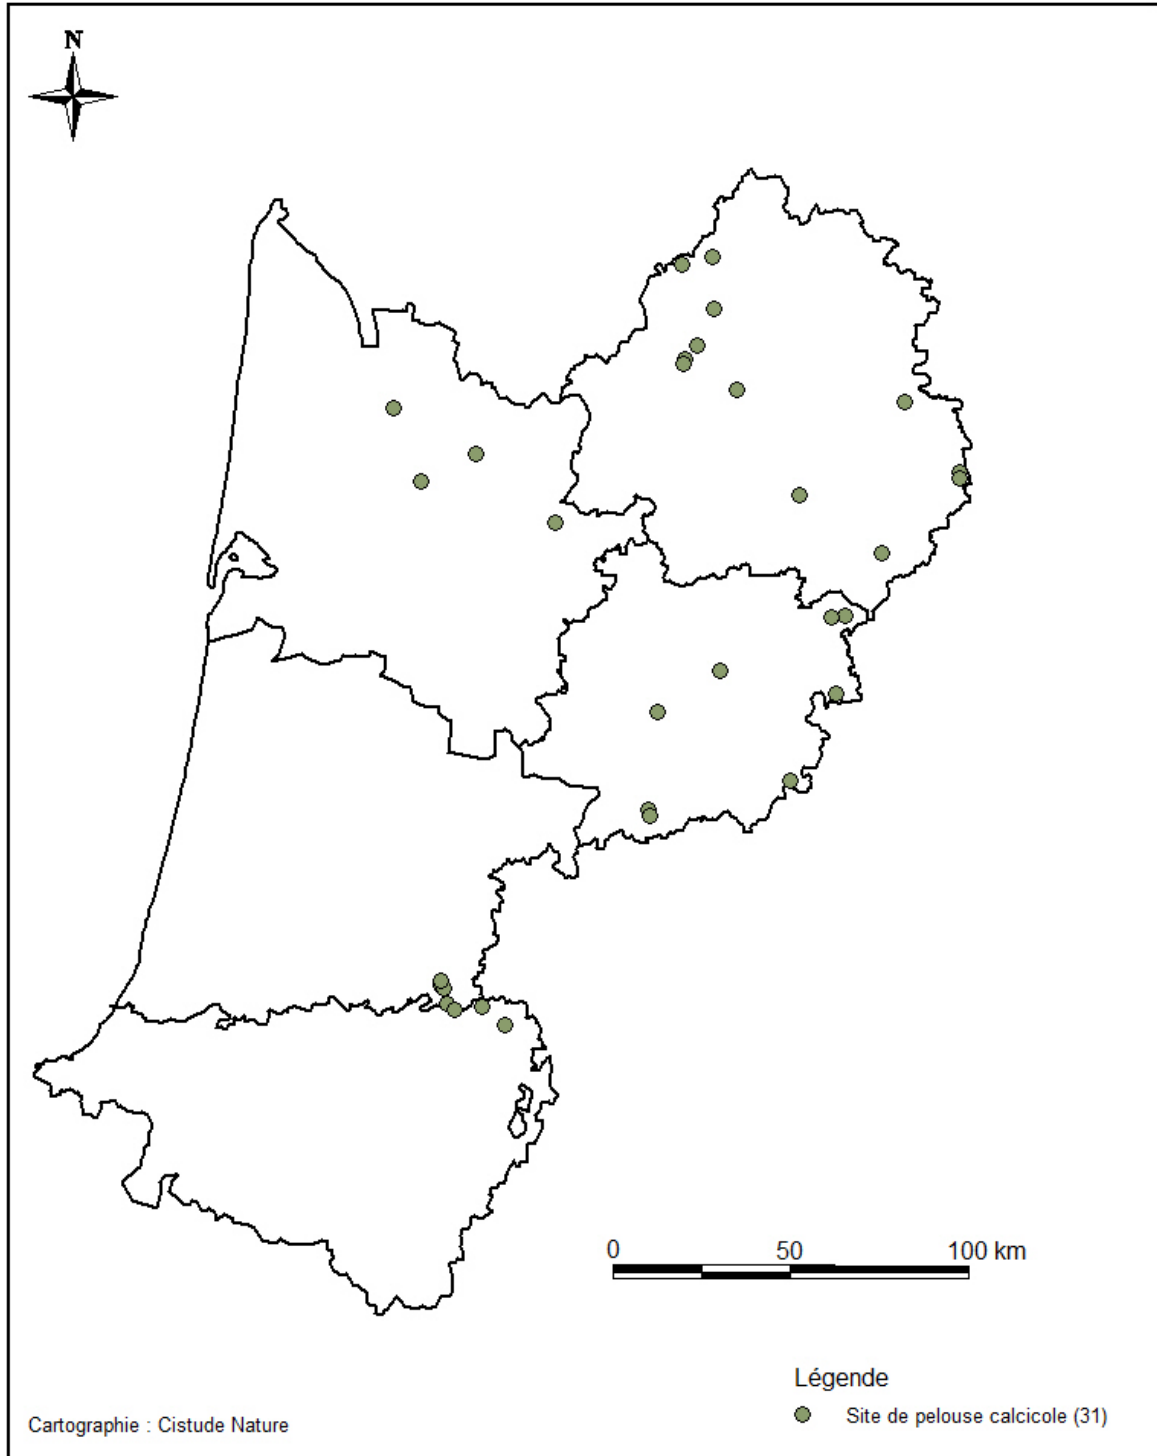 N
0 50 100 km
Légende
Site de pelouse calcicole (31)
Cartographie : Cistude Nature